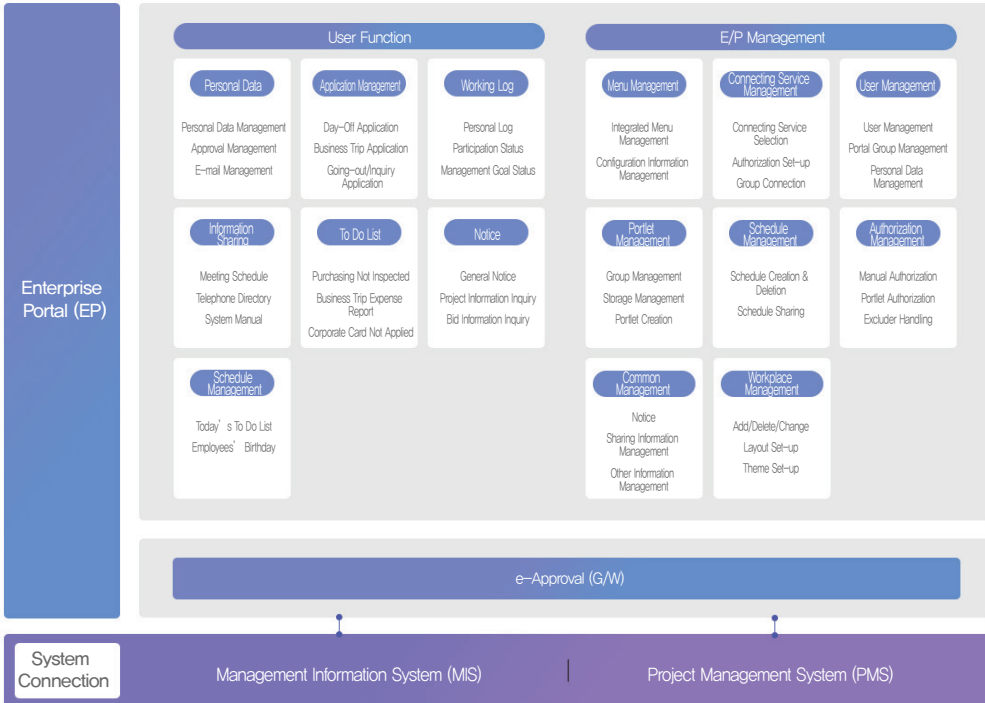 Enterprise
Portal (EP)
User Function
Personal Data
Personal Data Management
Approval Management
E-mail Management
Application Management
Day-Off Application
Business Trip Application
Going-out/Inquiry
Application
Working Log
Personal Log
Participation Status
Management Goal Status
Information
Sharing
Meeting Schedule
Telephone Directory
System Manual
To Do List
Purchasing Not Inspected
Business Trip Expense
Report
Corporate Card Not Applied
Notice
General Notice
Project Information Inquiry
Bid Information Inquiry
Schedule
Management
Today's To Do List
Employees' Birthday
E/P Management
Menu Management
Integrated Menu
Management
Configuration Information
Management
Connecting Service
Management
Connecting Service
Selection
Authorization Set-up
Group Connection
User Management
User Management
Portal Group Management
Personal Data
Management
Portlet
Management
Group Management
Storage Management
Portlet Creation
Schedule
Management
Schedule Creation &
Deletion
Schedule Sharing
Authorization
Management
Manual Authorization
Portlet Authorization
Excluder Handling
Common
Management
Notice
Sharing Information
Management
Other Information
Management
Workplace
Management
Add/Delete/Change
Layout Set-up
Theme Set-up
e-Approval (G/W)
System
Connection
Management Information System (MIS)
Project Management System (PMS)